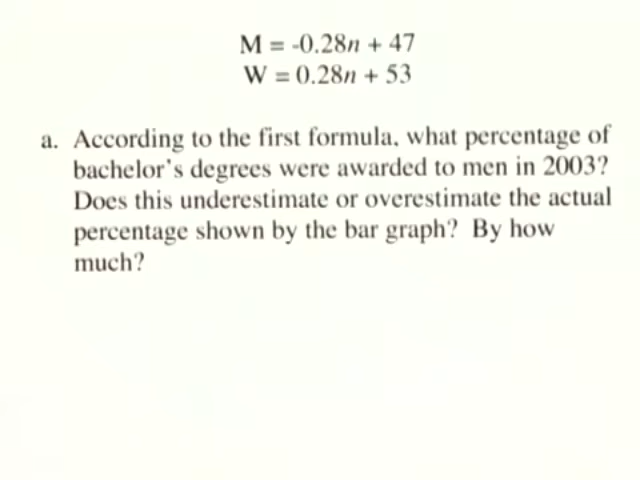 M = -0.28n + 47
W = 0.28n + 53
a. According to the first formula, what percentage of
bachelor's degrees were awarded to men in 2003?
Does this underestimate or overestimate the actual
percentage shown by the bar graph? By how
much?